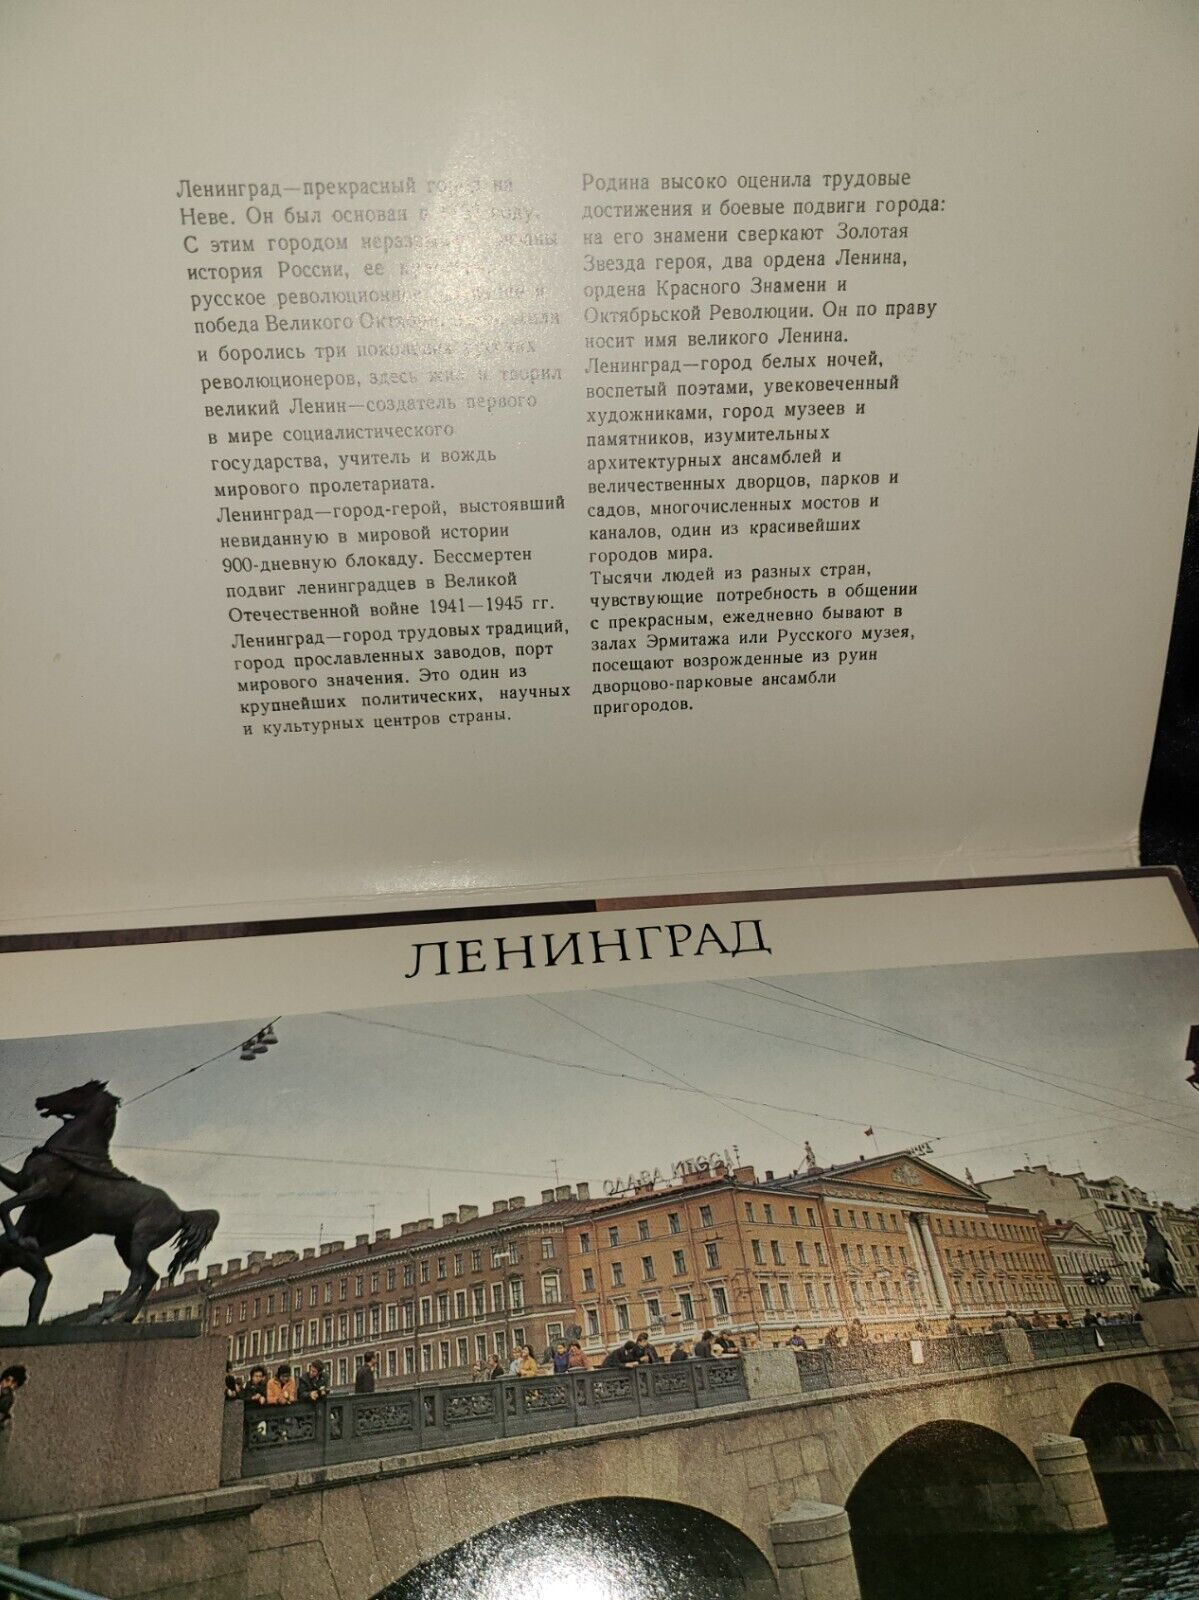 Ленинград—прекрасный город на
Неве. Он был основан в году.
С этим городом
история России, ее
русское революционное
победа Великого Октября.
и боролись три поколения русских
революционеров, здесь жил и творил
великий Ленин—создатель первого
в мире социалистического
государства, учитель и вождь
мирового пролетариата.
Ленинград—город-герой, выстоявший
невиданную в мировой истории
900-дневную блокаду. Бессмертен
подвиг ленинградцев в Великой
Отечественной войне 1941—1945 гг.
Ленинград—город трудовых традиций,
город прославленных заводов, порт
мирового значения. Это один из
крупнейших политических, научных
и культурных центров страны.
Родина высоко оценила трудовые
достижения и боевые подвиги города:
на его знамени сверкают Золотая
Звезда героя, два ордена Ленина,
ордена Красного Знамени и
Октябрьской Революции. Он по праву
носит имя великого Ленина.
Ленинград—город белых ночей,
воспетый поэтами, увековеченный
художниками, город музеев и
памятников, изумительных
архитектурных ансамблей и
величественных дворцов, парков и
садов, многочисленных мостов и
каналов, один из красивейших
городов мира.
Тысячи людей из разных стран,
чувствующие потребность в общении
с прекрасным, ежедневно бывают в
залах Эрмитажа или Русского музея,
посещают возрожденные из руин
дворцово-парковые ансамбли
пригородов.
ЛЕНИНГРАД
СЛАВА КПСС!